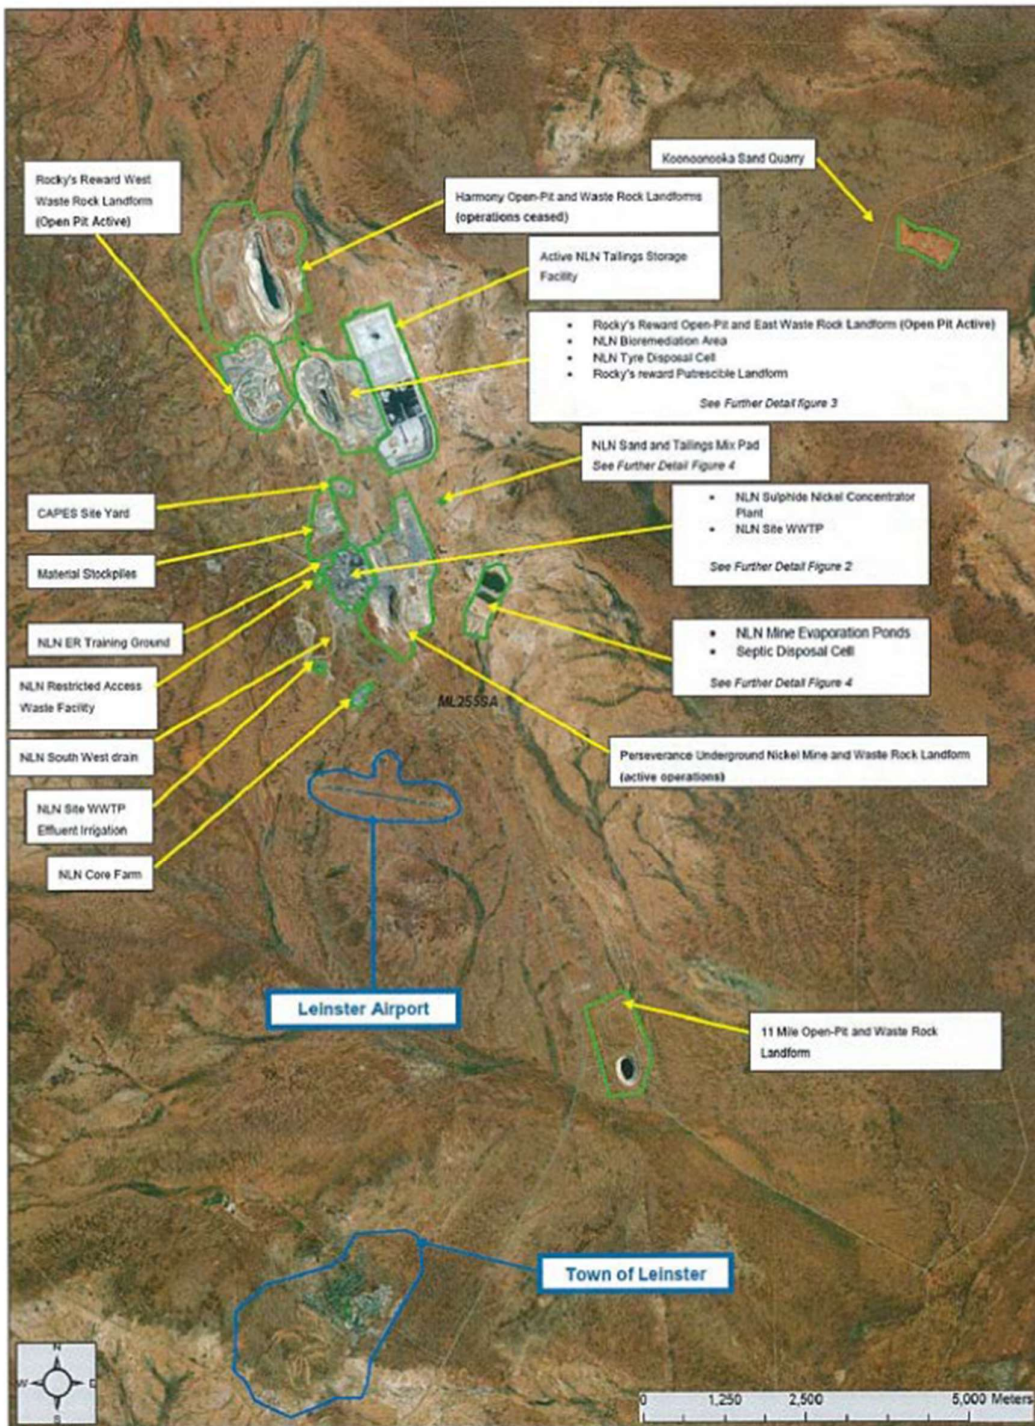 Koonoonooka Sand Quarry
Rocky's Reward West
Waste Rock Landform
(Open Pit Active)
Harmony Open-Pit and Waste Rock Landforms
(operations ceased)
Active NLN Tailings Storage
Facility
• Rocky's Reward Open-Pit and East Waste Rock Landform (Open Pit Active)
• NLN Bioremediation Area
• NLN Tyre Disposal Cell
• Rocky's reward Putrescible Landform
See Further Detail figure 3
NLN Sand and Tailings Mix Pad
See Further Detail Figure 4
CAPES Site Yard
• NLN Sulphide Nickel Concentrator
Plant
• NLN Site WWTP
See Further Detail Figure 2
Material Stockpiles
NLN ER Training Ground
• NLN Mine Evaporation Ponds
• Septic Disposal Cell
See Further Detail Figure 4
NLN Restricted Access
Waste Facility
ML255SA
NLN South West drain
Perseverance Underground Nickel Mine and Waste Rock Landform
(active operations)
NLN Site WWTP
Effluent Irrigation
NLN Core Farm
Leinster Airport
11 Mile Open-Pit and Waste Rock
Landform
Town of Leinster
N
W E
S
0 1,250 2,500 5,000 Meters